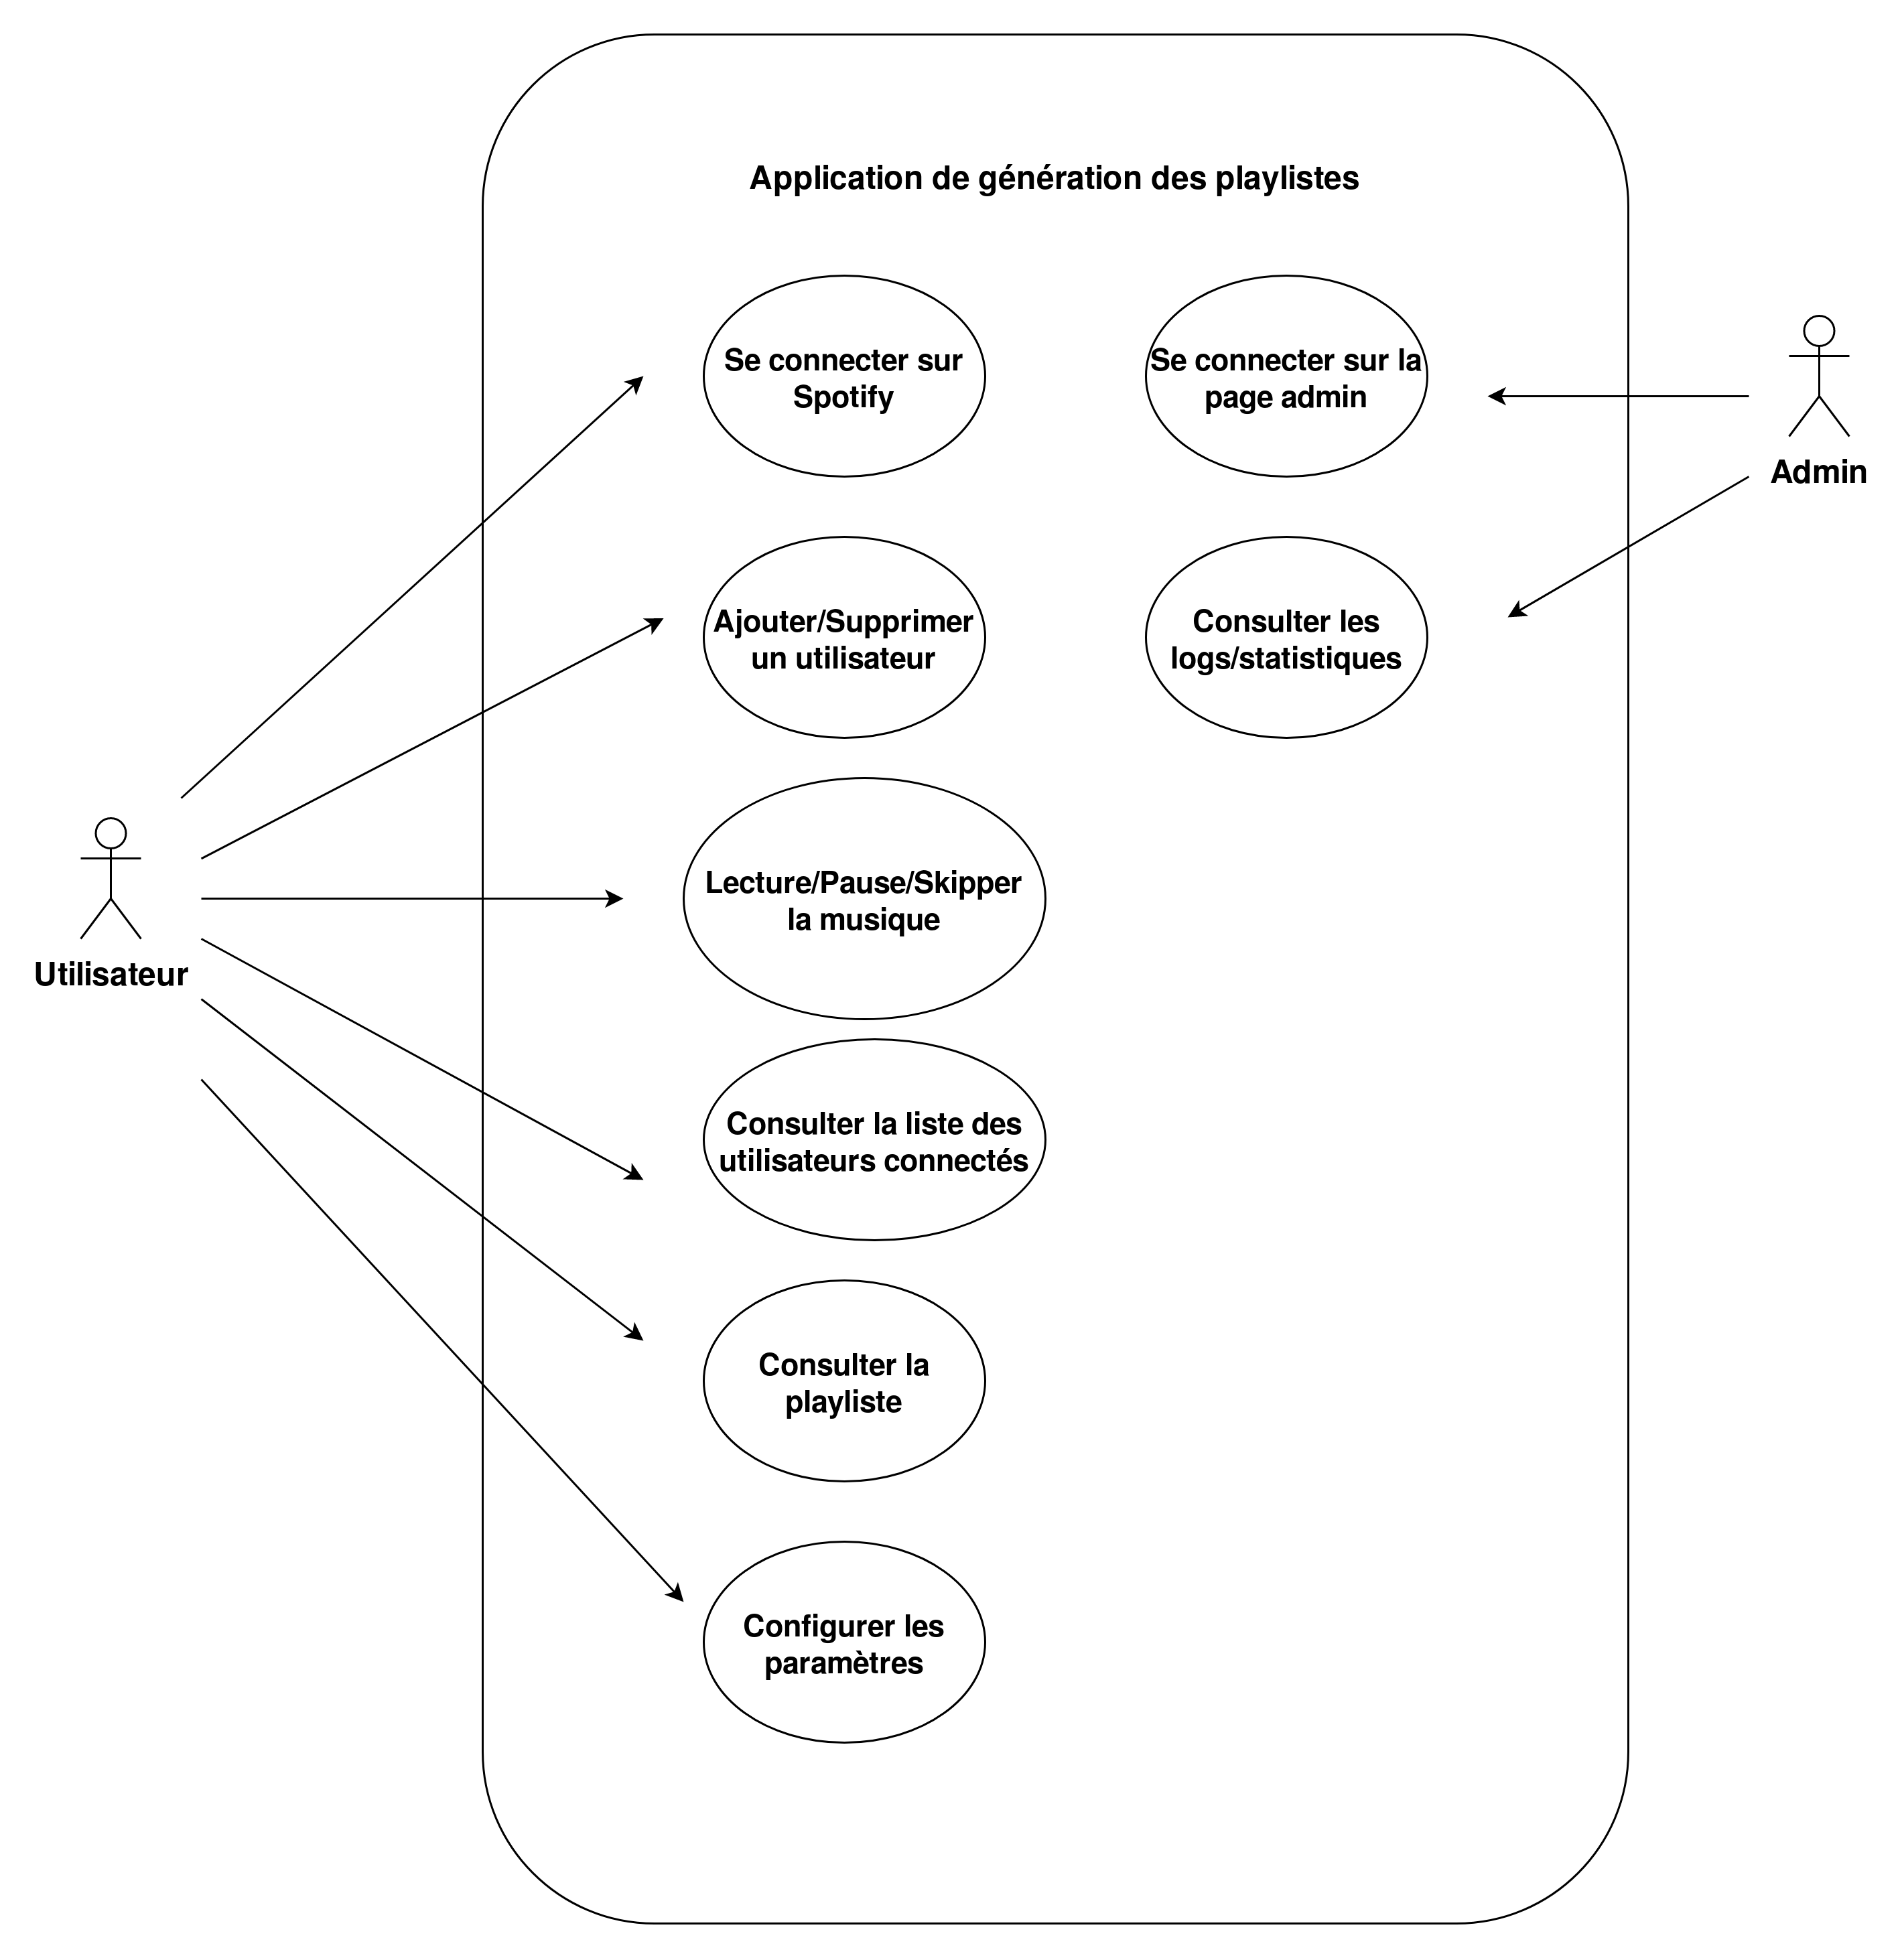 Application de génération des playlistes
Se connecter sur
Spotify
Se connecter sur la
page admin
Admin
Ajouter/Supprimer
un utilisateur
Consulter les
logs/statistiques
Lecture/Pause/Skipper
la musique
Utilisateur
Consulter la liste des
utilisateurs connectés
Consulter la
playliste
Configurer les
paramètres